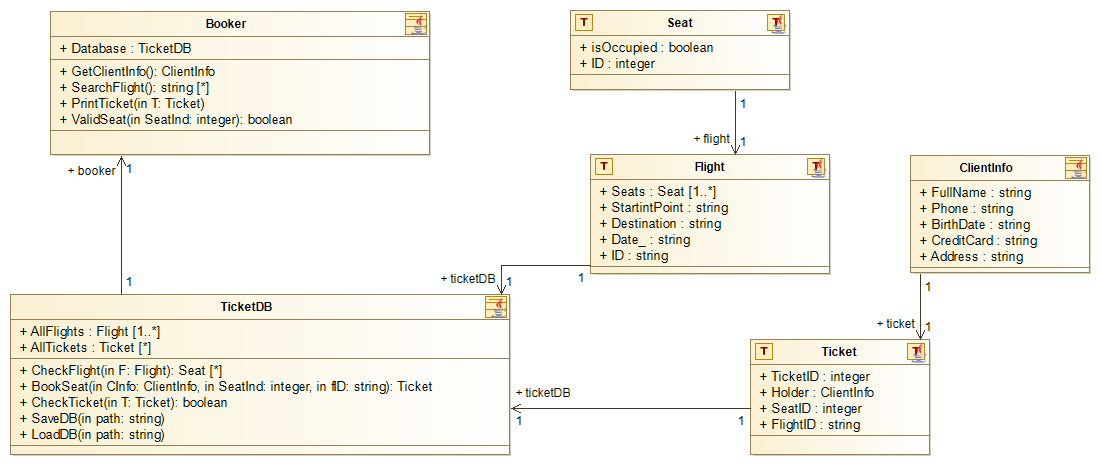 Booker
+ Database : TicketDB
+ GetClientInfo(): ClientInfo
+ SearchFlight(): string [*]
+ PrintTicket(in T: Ticket)
+ ValidSeat(in SeatInd: integer): boolean
+ booker
1
1
T
Seat
T
+ isOccupied : boolean
+ ID : integer
1
+ flight
1
T
Flight
T
+ Seats : Seat [1..*]
+ StartintPoint : string
+ Destination : string
+ Date_ : string
+ ID : string
+ ticketDB
1
1
ClientInfo
+ FullName : string
+ Phone : string
+ BirthDate : string
+ CreditCard : string
+ Address : string
1
+ ticket
1
TicketDB
+ AllFlights : Flight [1..*]
+ AllTickets : Ticket [*]
+ CheckFlight(in F: Flight): Seat [*]
+ BookSeat(in CInfo: ClientInfo, in SeatInd: integer, in fID: string): Ticket
+ CheckTicket(in T: Ticket): boolean
+ SaveDB(in path: string)
+ LoadDB(in path: string)
+ ticketDB
1
1
T
Ticket
T
+ TicketID : integer
+ Holder : ClientInfo
+ SeatID : integer
+ FlightID : string